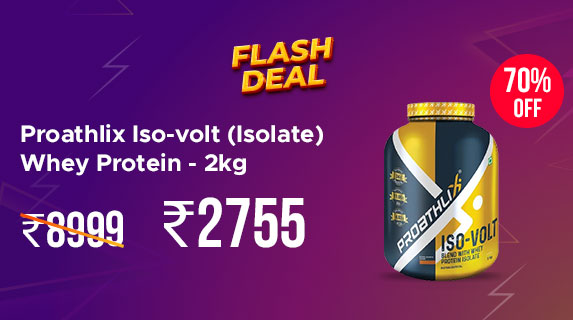 FLASH
DEAL
70%
OFF
Proathlix Iso-volt (Isolate)
Whey Protein - 2kg
₹8999
₹2755
PROATHLIX
ISO-VOLT
BLEND WITH WHEY
PROTEIN ISOLATE